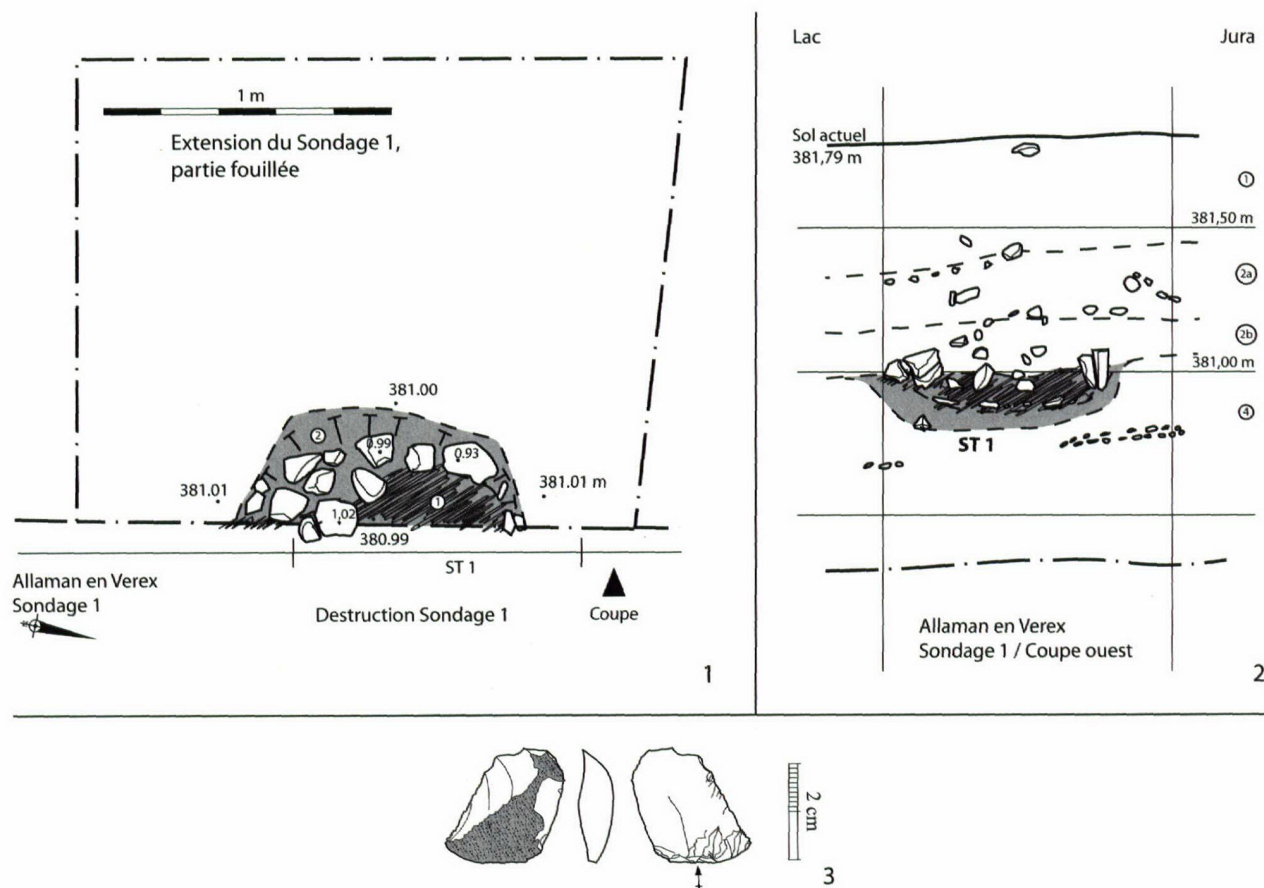 1 m
Extension du Sondage 1,
partie fouillée
381.00
2
0.99
0.93
381.01
381.01 m
1
1.02
380.99
ST 1
Allaman en Verex
Sondage 1
Destruction Sondage 1
Coupe
1
Lac
Jura
Sol actuel
381,79 m
1
381,50 m
2a
2b
381,00 m
4
ST 1
Allaman en Verex
Sondage 1 / Coupe ouest
2
2 cm
3